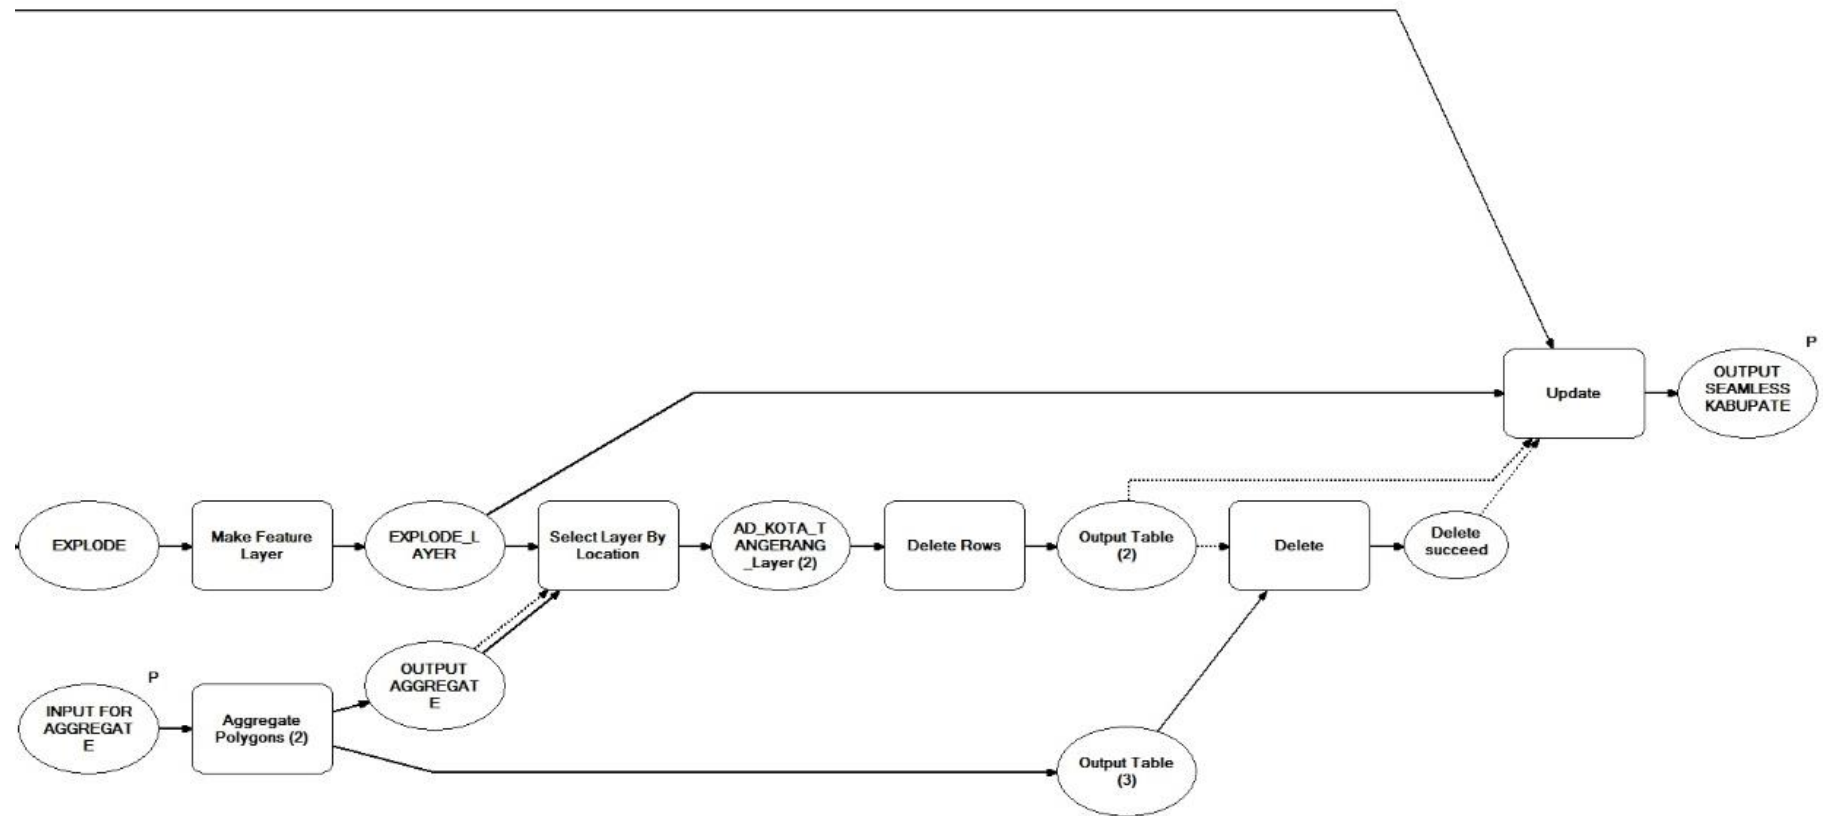 P
OUTPUT
SEAMLESS
KABUPATE
Update
EXPLODE
Make Feature
Layer
EXPLODE_L
AYER
Select Layer By
Location
AD_KOTA_T
ANGERANG
_Layer (2)
Delete Rows
Output Table
(2)
Delete
Delete
succeed
OUTPUT
AGGREGAT
E
P
INPUT FOR
AGGREGAT
E
Aggregate
Polygons (2)
Output Table
(3)